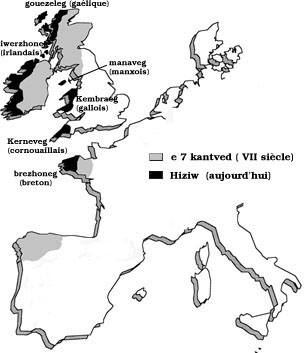 gouezeleg (gaélique)
iwerzhoneg
(irlandais)
manaveg
(manxois)
Kembraeg
(gallois)
Kerneveg
(cornouaillais)
brezhoneg
(breton)
e 7 kantved ( VII siècle)
Hiziw (aujourd'hui)